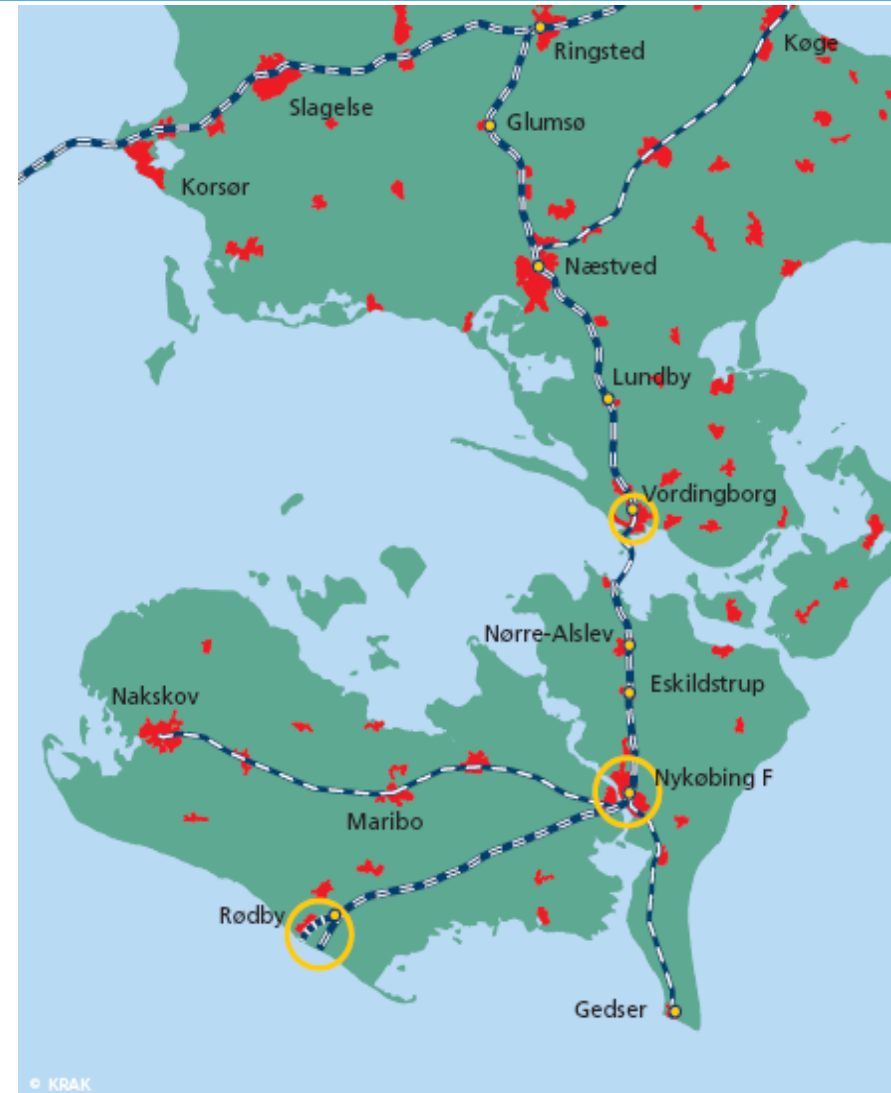 Ringsted
Køge
Slagelse
Glumsø
Korsør
Næstved
Lundby
Vordingborg
Nørre-Alslev
Eskildstrup
Nakskov
Nykøbing F
Maribo
Rødby
Gedser
© KRAK